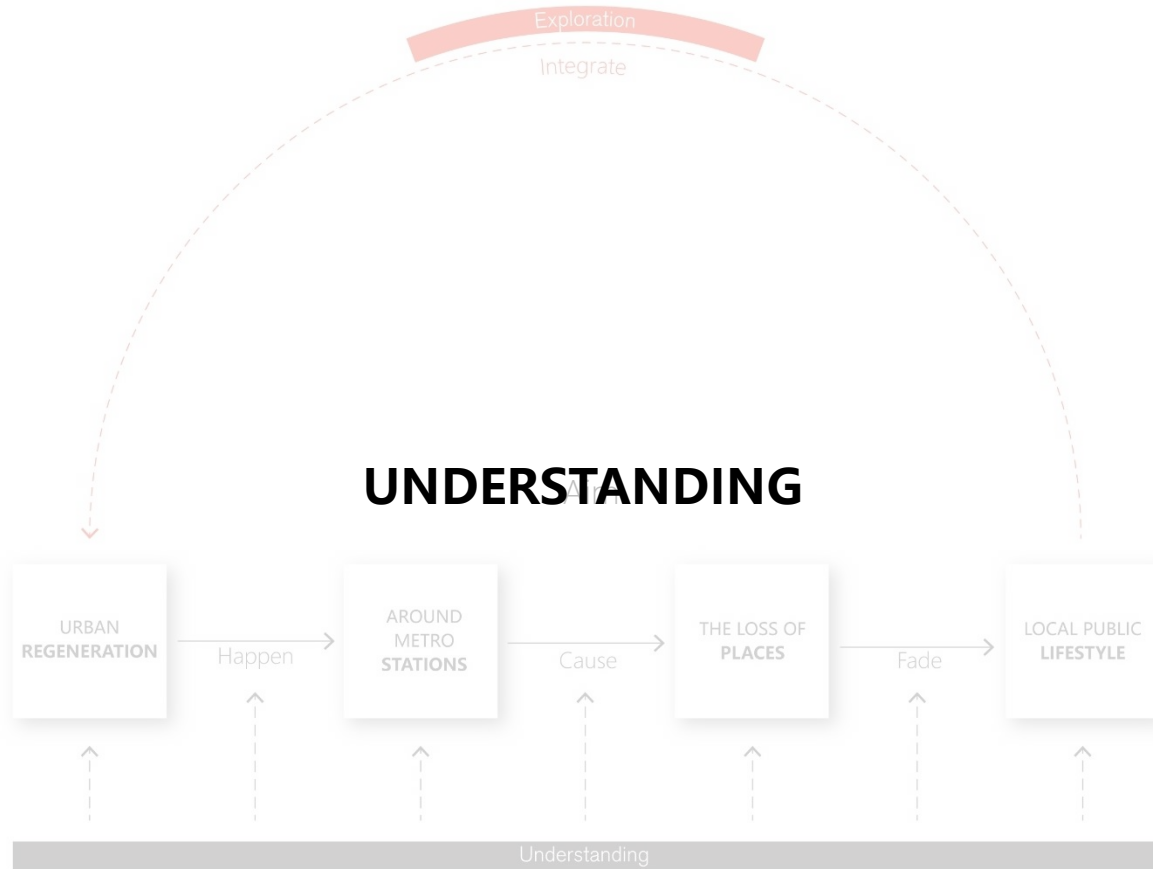 Exploration
Integrate
UNDERSTANDING
Aim
URBAN
REGENERATION
Happen
AROUND
METRO
STATIONS
Cause
THE LOSS OF
PLACES
Fade
LOCAL PUBLIC
LIFESTYLE
Understanding